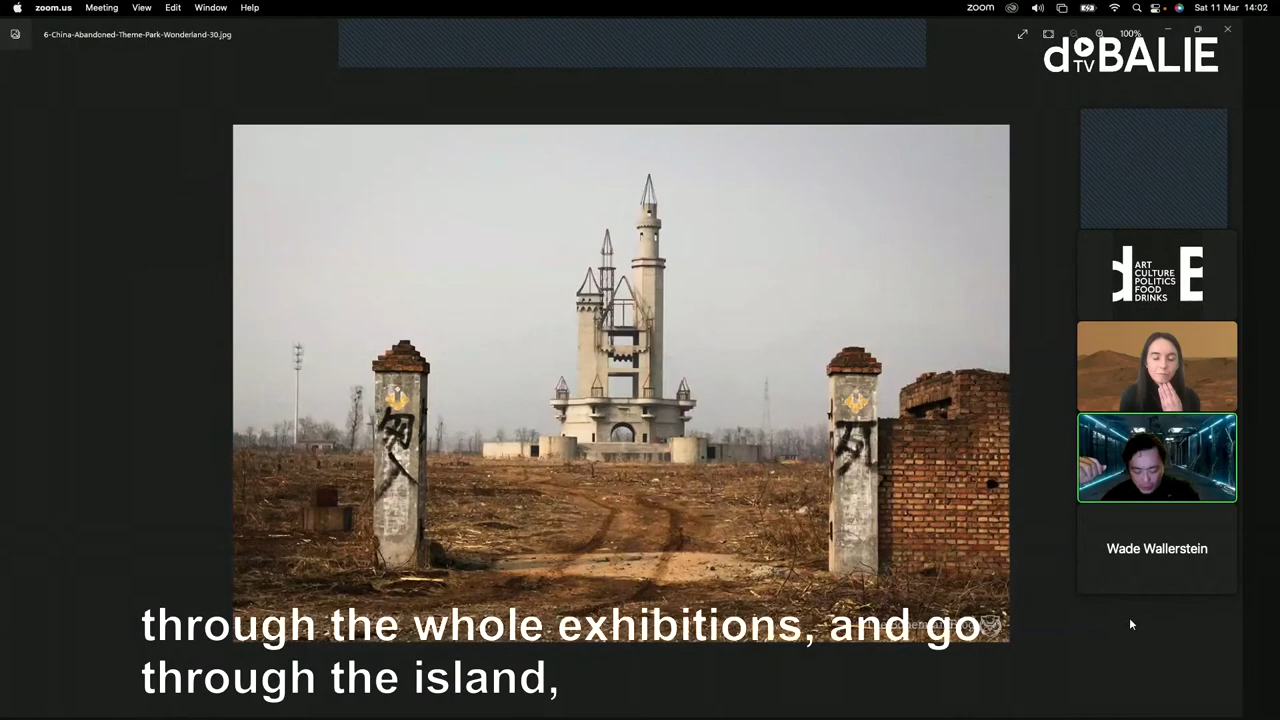 zoom.us Meeting View Edit Window Help
zoom Sat 11 Mar 14:02
6-China-Abandoned-Theme-Park-Wonderland-30.jpg
100%
de BALIE
TV
ART
CULTURE
POLITICS
FOOD
DRINKS
Wade Wallerstein
through the whole exhibitions, and go
through the island,